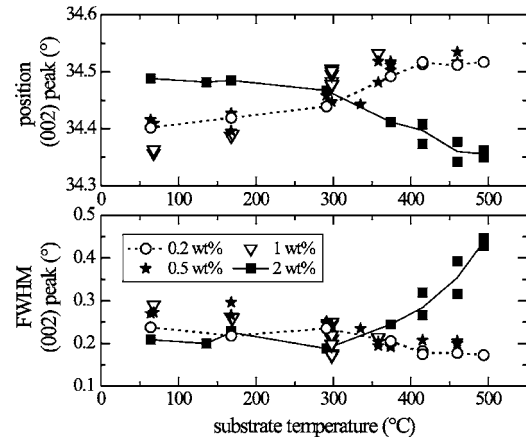 34.6
34.5
34.4
34.3
position
(002) peak (°)
0 100 200 300 400 500
0.5
0.4
0.3
0.2
0.1
FWHM
(002) peak (°)
0.2 wt% 1 wt%
0.5 wt% 2 wt%
0 100 200 300 400 500
substrate temperature (°C)